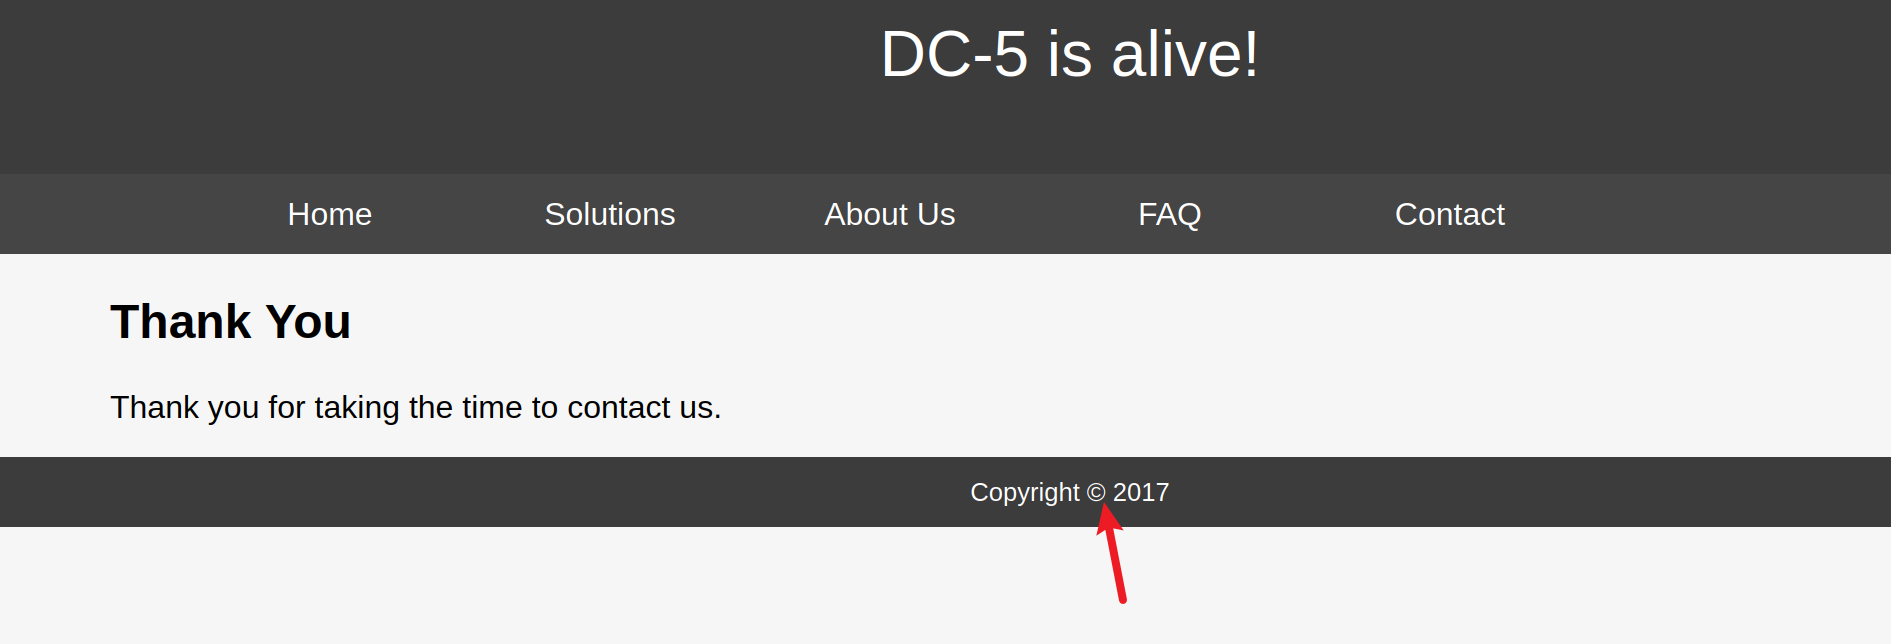 DC-5 is alive!
Home Solutions About Us FAQ Contact
Thank You
Thank you for taking the time to contact us.
Copyright © 2017